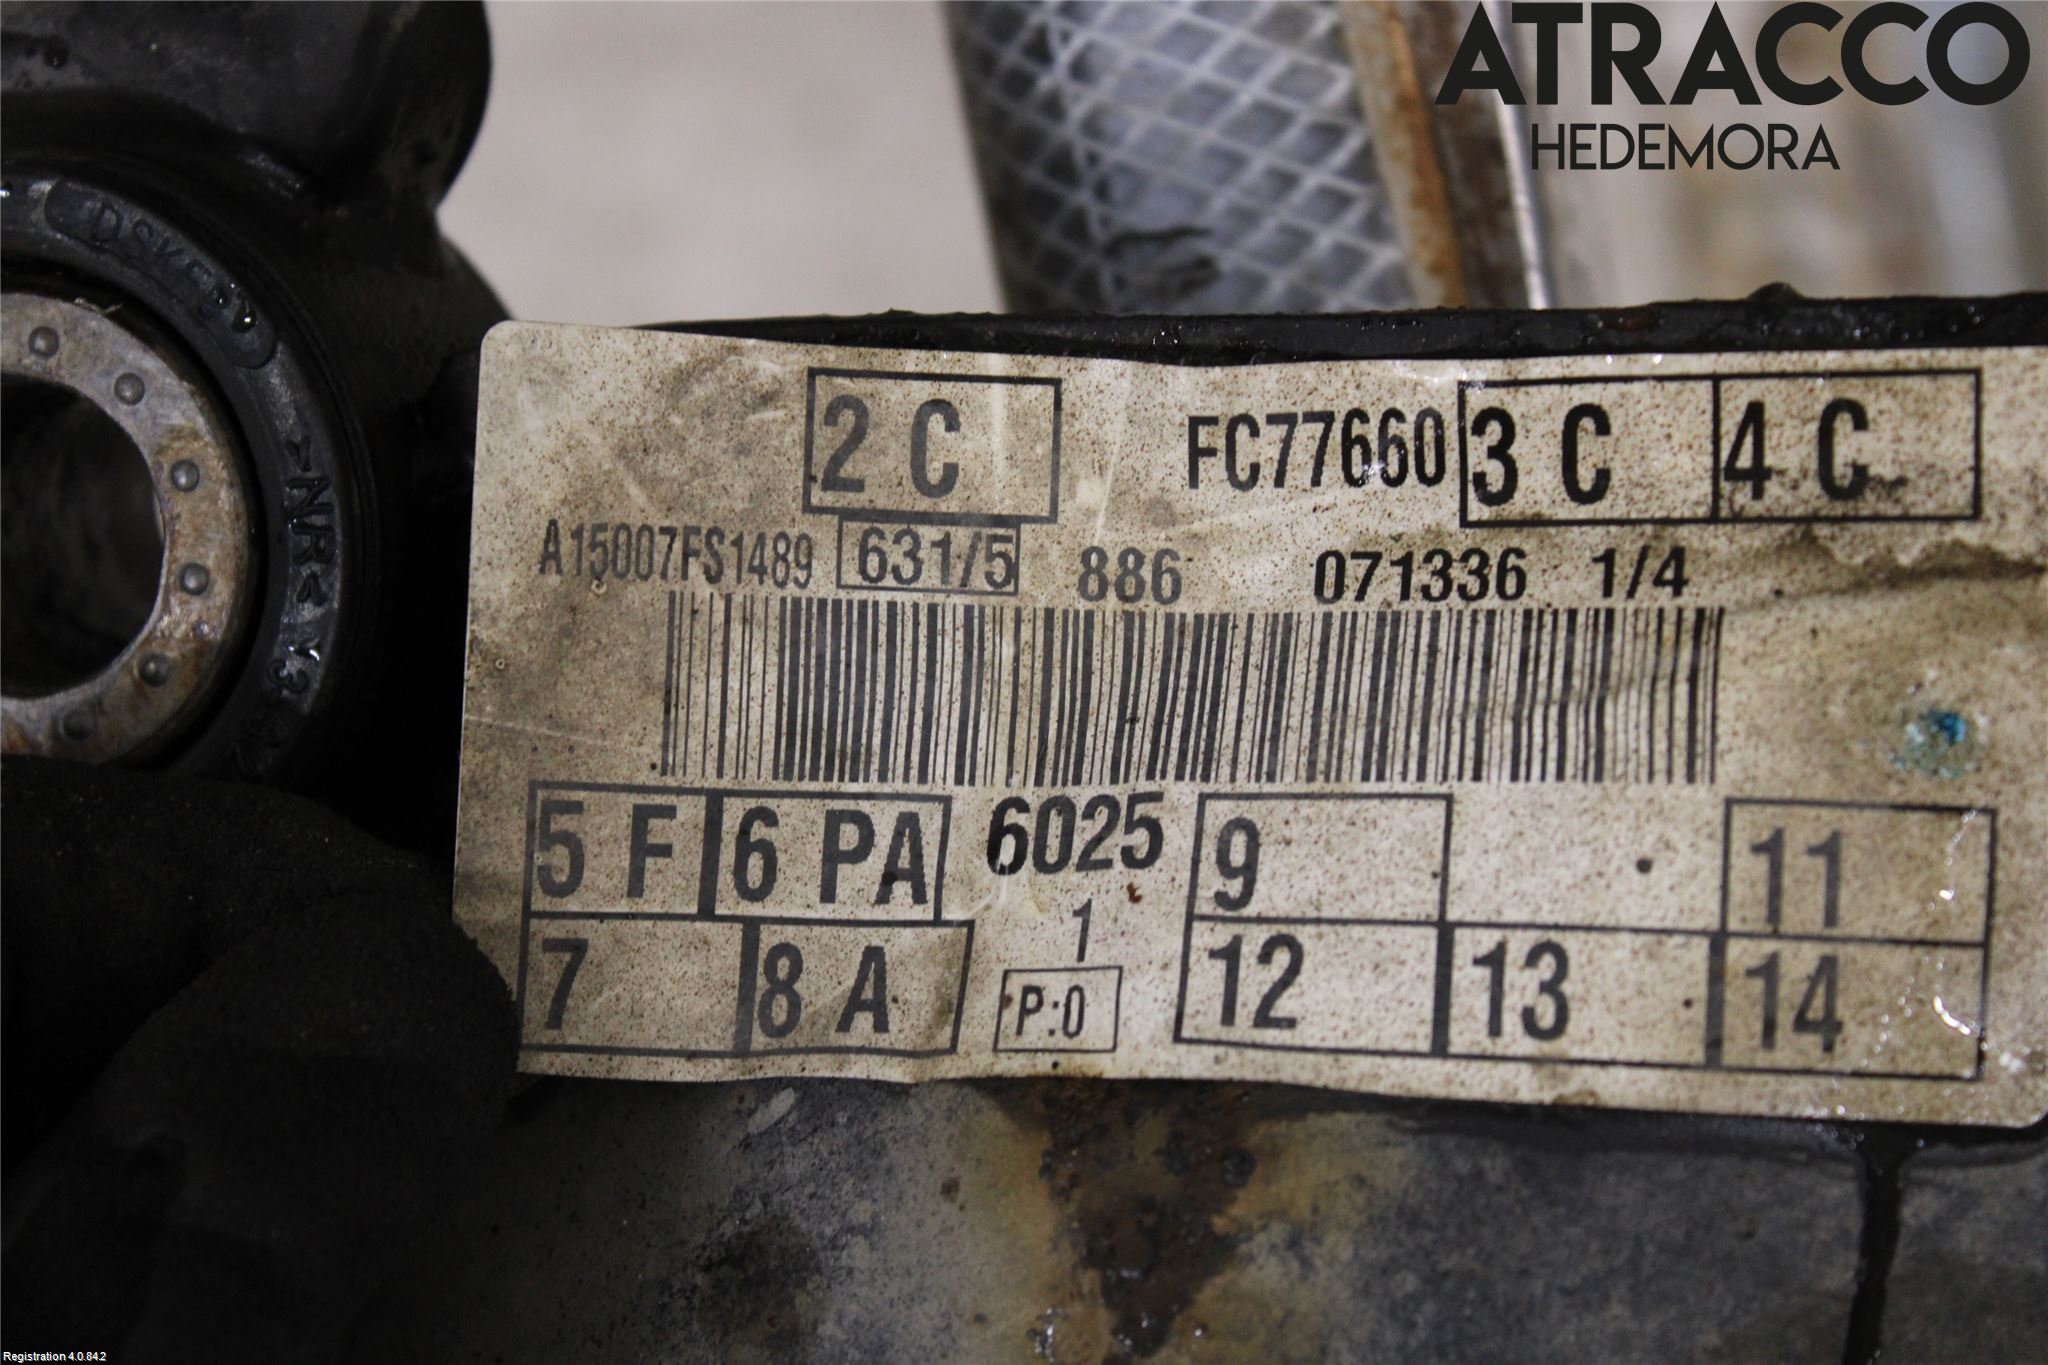 ATRACCO
HEDEMORA
>NR<
2 C FC77660 3 C 4 C
A15007FS1489 631/5 886 071336 1/4
5 F 6 PA 6025 9 11
7 8 A 1 12 13 14
P:0
Registration 4.0.84.2